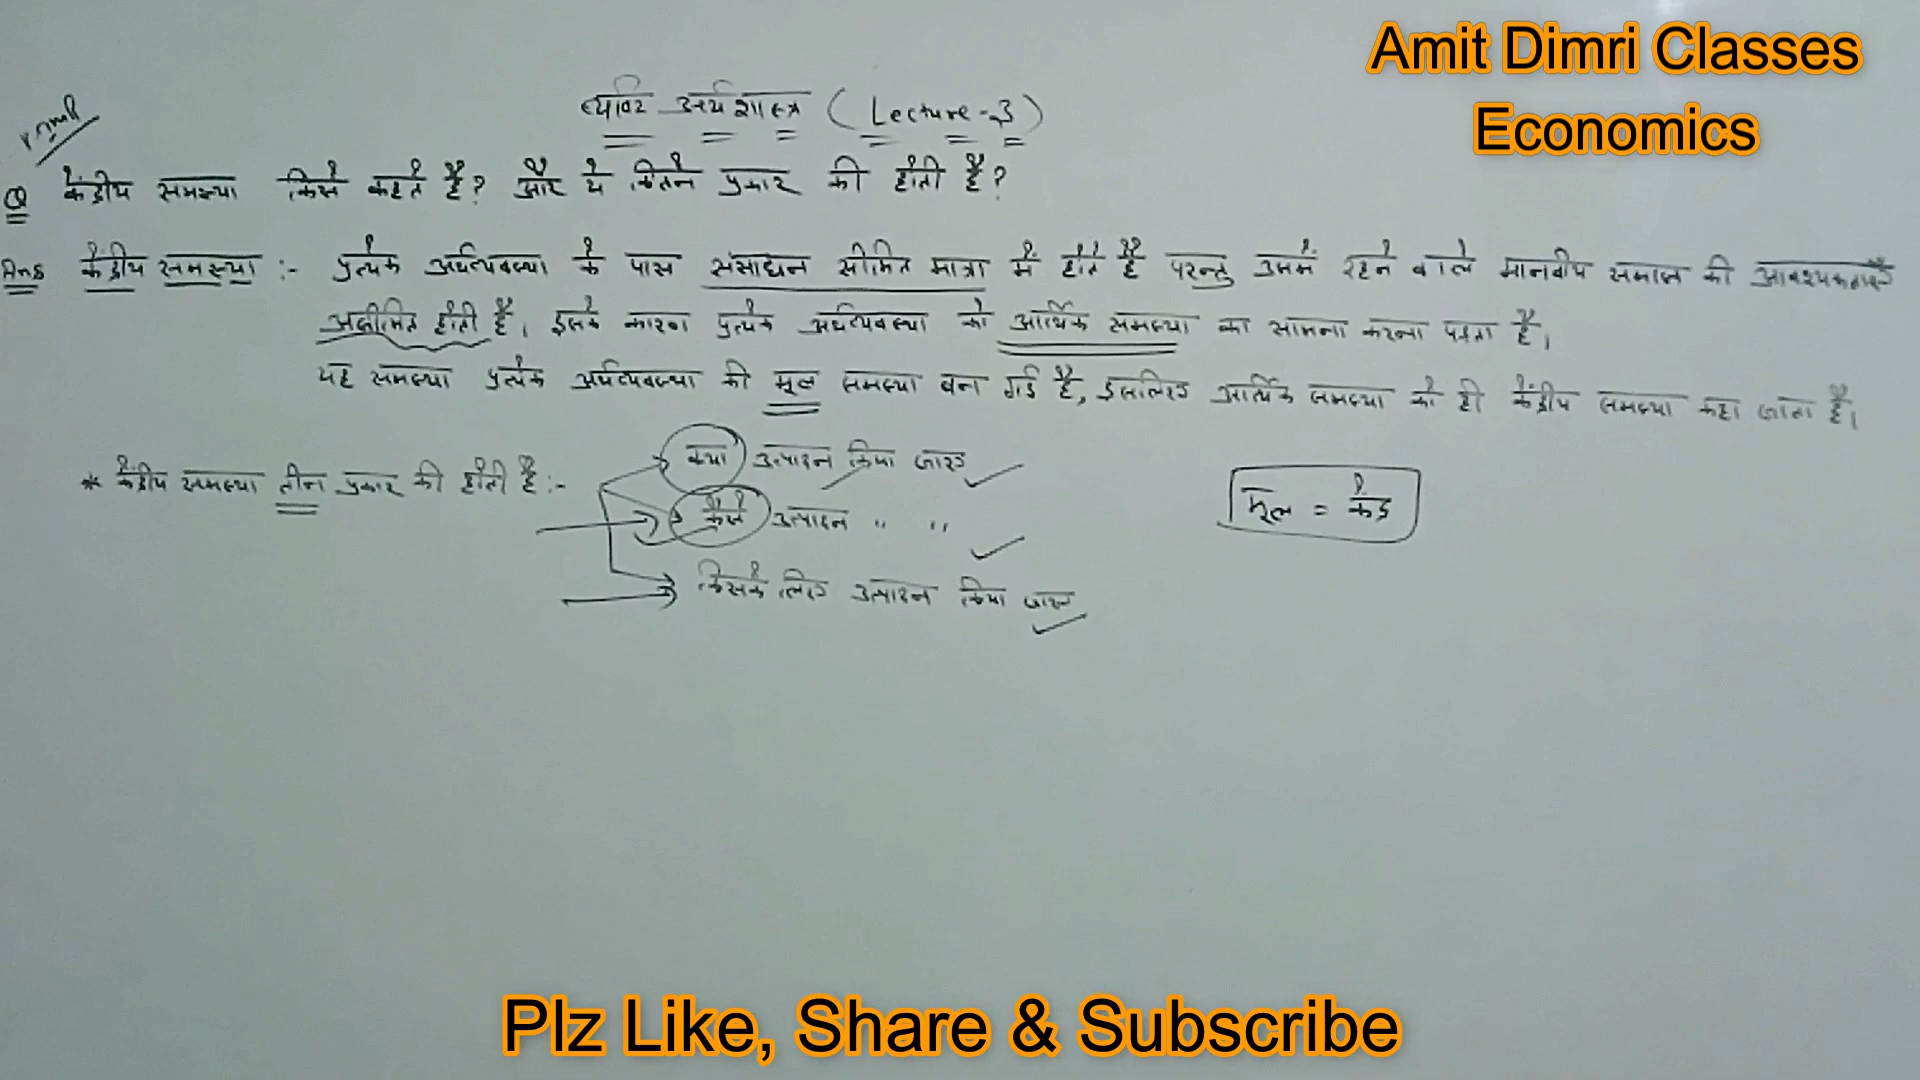 Amit Dimri Classes
Economics
व्यष्टि अर्थशास्त्र (Lecture-3)
Q केंद्रीय समस्या किसे कहते हैं? और ये कितने प्रकार की होती है?
Ans केंद्रीय समस्या :- प्रत्येक अर्थव्यवस्था के पास संसाधन सीमित मात्रा में होते हैं परन्तु उसमें रहने वाले मानवीय समाज की आवश्यकताएँ
असीमित होती हैं। इसके कारण प्रत्येक अर्थव्यवस्था को आर्थिक समस्या का सामना करना पड़ता है।
यह समस्या प्रत्येक अर्थव्यवस्था की मूल समस्या बन गई है, इसलिए आर्थिक समस्या को ही केंद्रीय समस्या कहा जाता है।
* केंद्रीय समस्या तीन प्रकार की होती है :-
क्या उत्पादन किया जाए
कैसे उत्पादन " "
किसके लिए उत्पादन किया जाए
मूल = केंद्र
Plz Like, Share & Subscribe